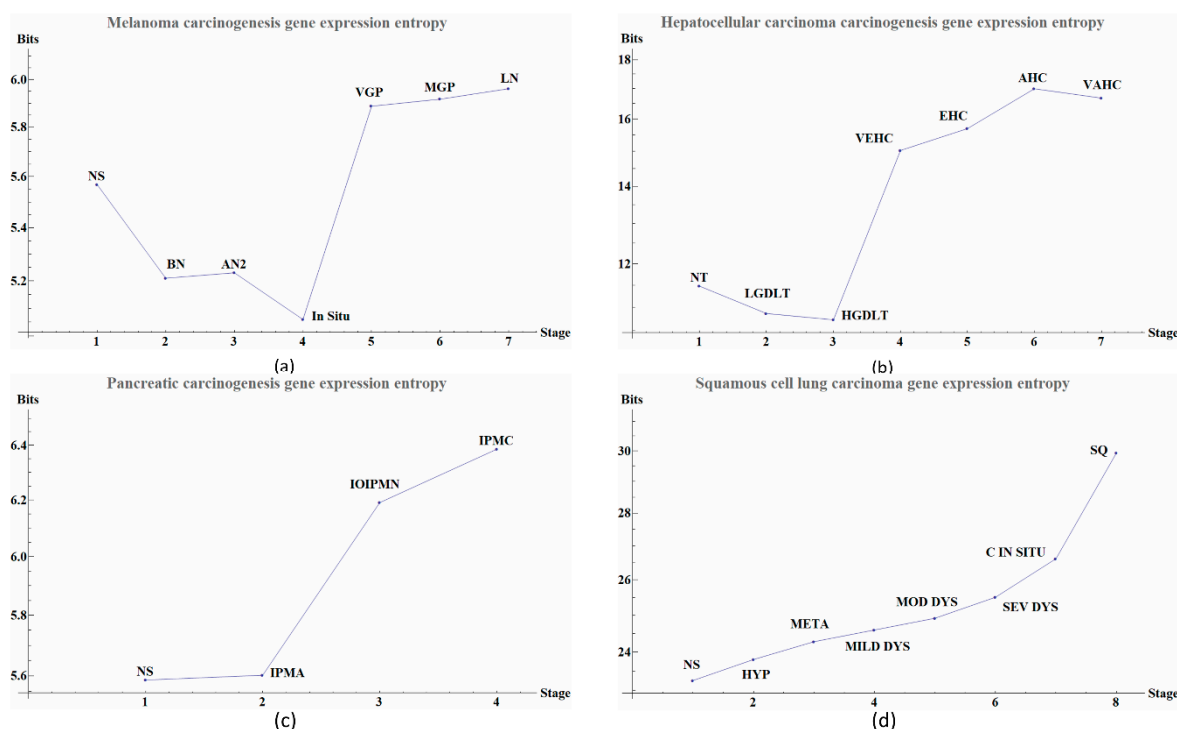 Melanoma carcinogenesis gene expression entropy
Bits
6.0
5.8
5.6
5.4
5.2
NS
BN
AN2
In Situ
VGP
MGP
LN
1 2 3 4 5 6 7
Stage
(a)
Hepatocellular carcinoma carcinogenesis gene expression entropy
Bits
18
16
14
12
NT
LGDLT
HGDLT
VEHC
EHC
AHC
VAHC
1 2 3 4 5 6 7
Stage
(b)
Pancreatic carcinogenesis gene expression entropy
Bits
6.4
6.2
6.0
5.8
5.6
NS
IPMA
IOIPMN
IPMC
1 2 3 4
Stage
(c)
Squamous cell lung carcinoma gene expression entropy
Bits
30
28
26
24
NS
HYP
META
MILD DYS
MOD DYS
SEV DYS
C IN SITU
SQ
2 4 6 8
Stage
(d)